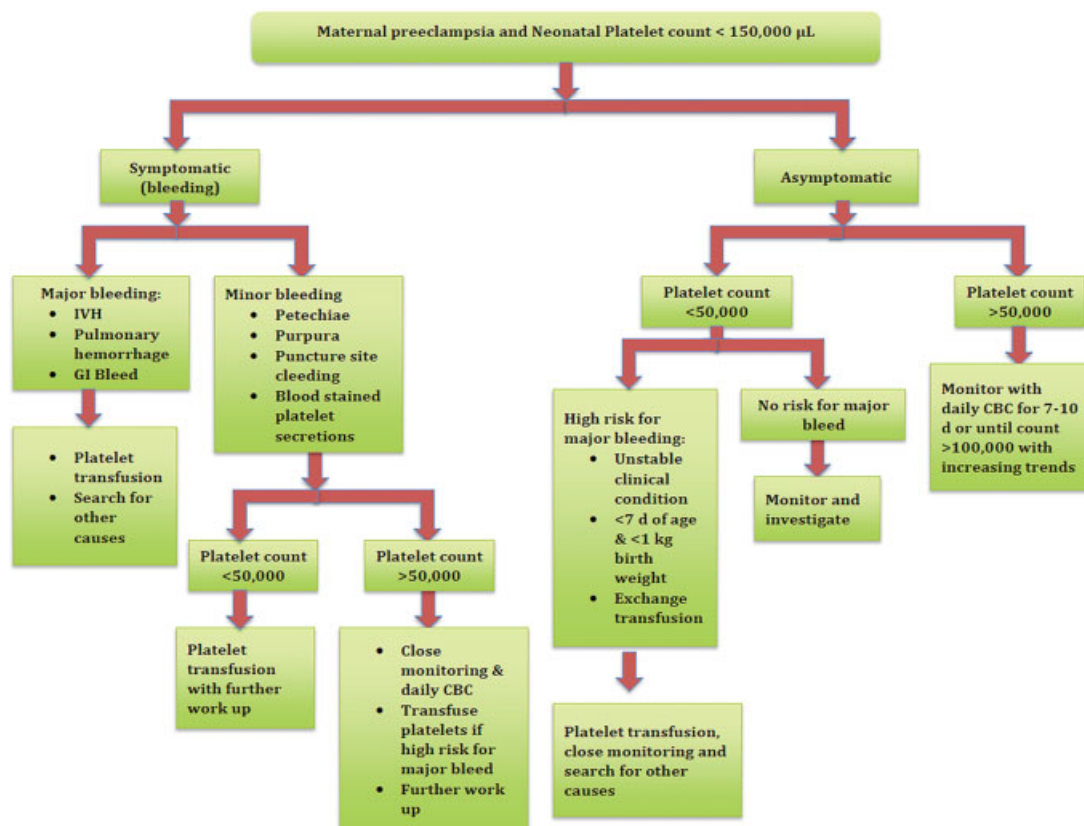 Maternal preeclampsia and Neonatal Platelet count < 150,000 µL
Symptomatic
(bleeding)
Asymptomatic
Major bleeding:
• IVH
• Pulmonary
hemorrhage
• GI Bleed
Minor bleeding
• Petechiae
• Purpura
• Puncture site
cleeding
• Blood stained
platelet
secretions
Platelet count
<50,000
Platelet count
>50,000
• Platelet
transfusion
• Search for
other
causes
High risk for
major bleeding:
• Unstable
clinical
condition
• <7 d of age
& <1 kg
birth
weight
• Exchange
transfusion
No risk for major
bleed
Monitor with
daily CBC for 7-10
d or until count
>100,000 with
increasing trends
Monitor and
investigate
Platelet count
<50,000
Platelet count
>50,000
Platelet
transfusion
with further
work up
• Close
monitoring &
daily CBC
• Transfuse
platelets if
high risk for
major bleed
• Further work
up
Platelet transfusion,
close monitoring and
search for other
causes